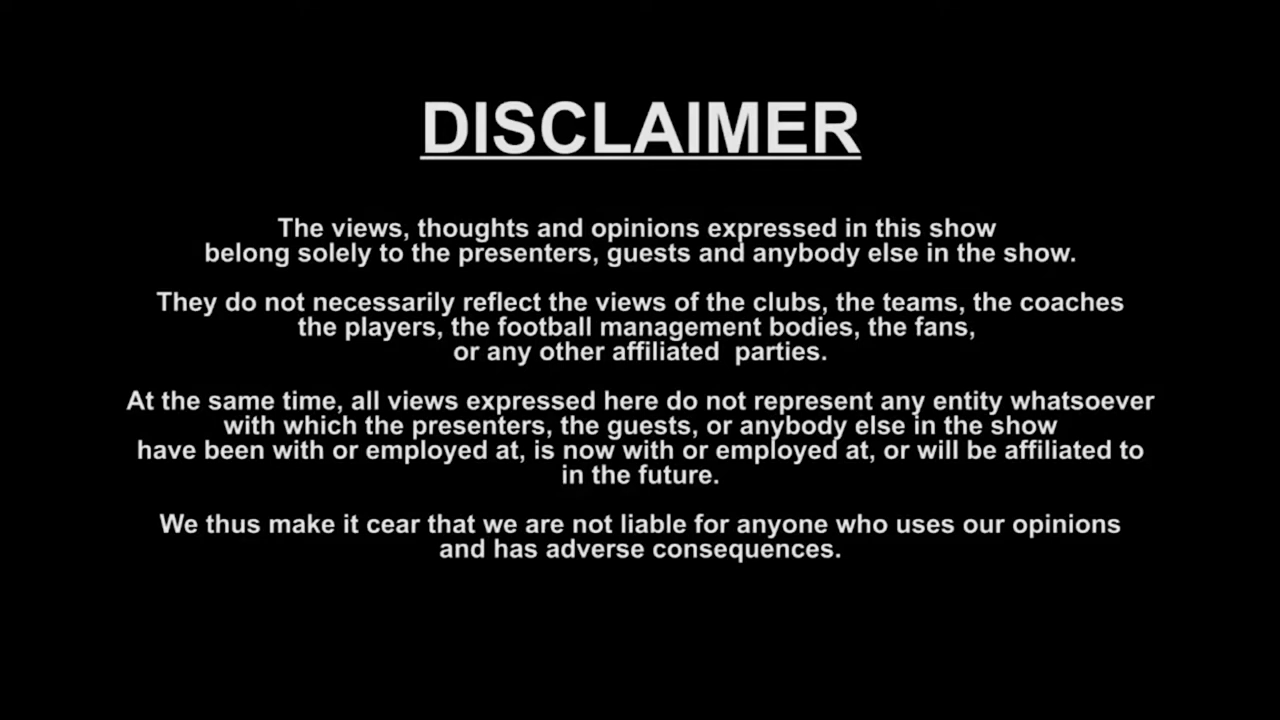 DISCLAIMER
The views, thoughts and opinions expressed in this show
belong solely to the presenters, guests and anybody else in the show.
They do not necessarily reflect the views of the clubs, the teams, the coaches
the players, the football management bodies, the fans,
or any other affiliated  parties.
At the same time, all views expressed here do not represent any entity whatsoever
with which the presenters, the guests, or anybody else in the show
have been with or employed at, is now with or employed at, or will be affiliated to
in the future.
We thus make it cear that we are not liable for anyone who uses our opinions
and has adverse consequences.